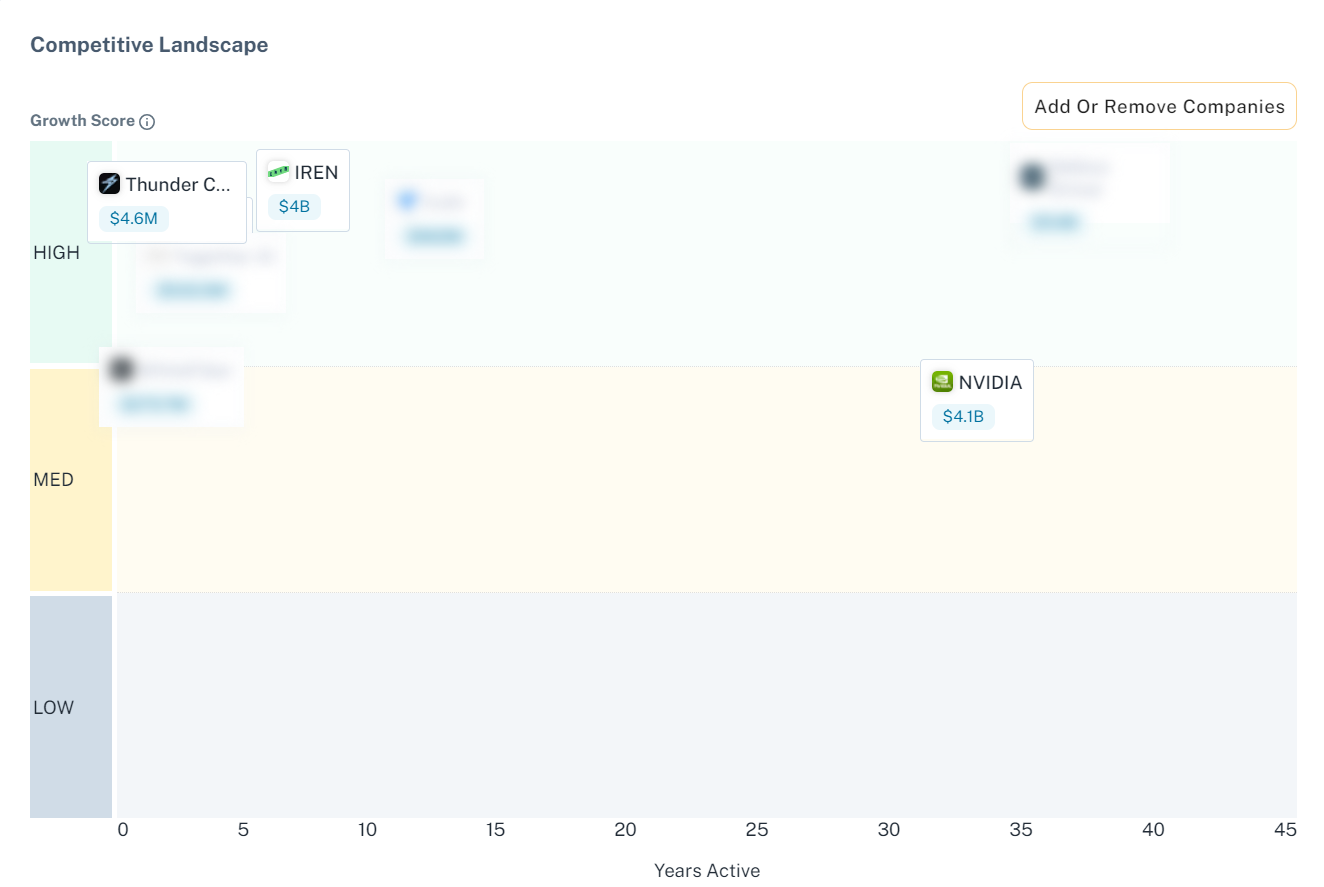 Competitive Landscape
Add Or Remove Companies
Growth Score
Thunder C...
$4.6M
IREN
$4B
HIGH
NVIDIA
$4.1B
MED
LOW
0 5 10 15 20 25 30 35 40 45
Years Active